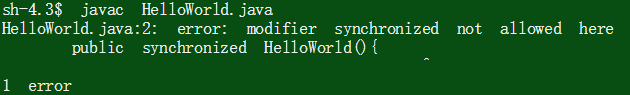 sh-4.3$ javac HelloWorld.java
HelloWorld.java:2: error: modifier synchronized not allowed here
public synchronized HelloWorld(){
^
1 error